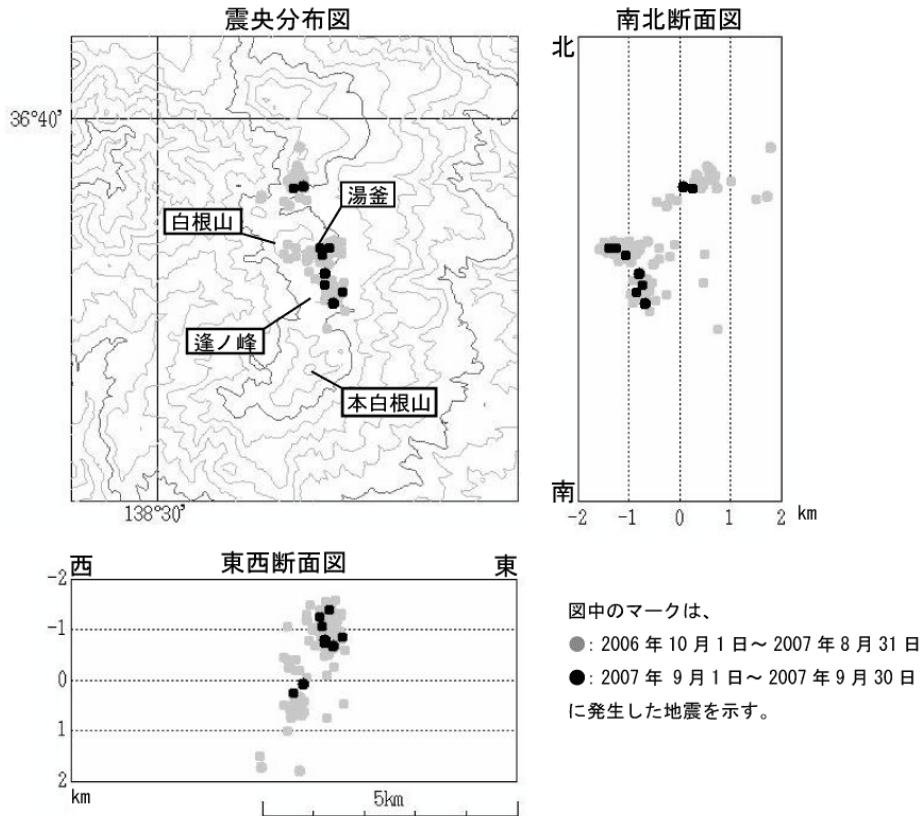 震央分布図
南北断面図
北
36°40'
湯釜
白根山
逢ノ峰
本白根山
南
138°30'
-2 -1 0 1 2 km
西
東西断面図
東
-2
-1
0
1
2
km
5km
図中のマークは、
●: 2006 年 10 月 1 日~ 2007 年 8 月 31 日
●: 2007 年 9 月 1 日~ 2007 年 9 月 30 日
に発生した地震を示す。